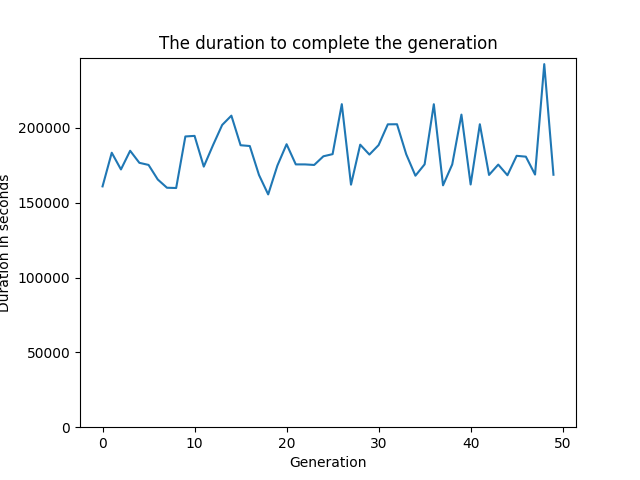 The duration to complete the generation
Duration in seconds
200000
150000
100000
50000
0
0 10 20 30 40 50
Generation